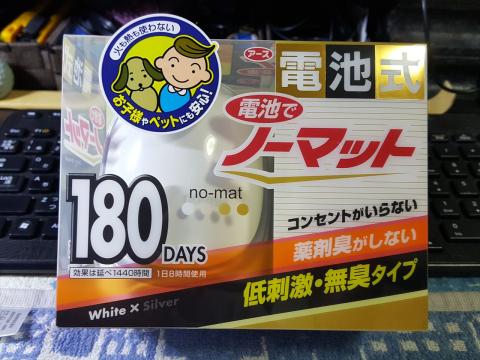 火も熱も使わない
お子様やペットにも安心!
アース
電池式
電池で
ノーマット
no-mat
180
DAYS
効果は延べ1440時間 1日8時間使用
コンセントがいらない
薬剤臭がしない
低刺激・無臭タイプ
White × Silver